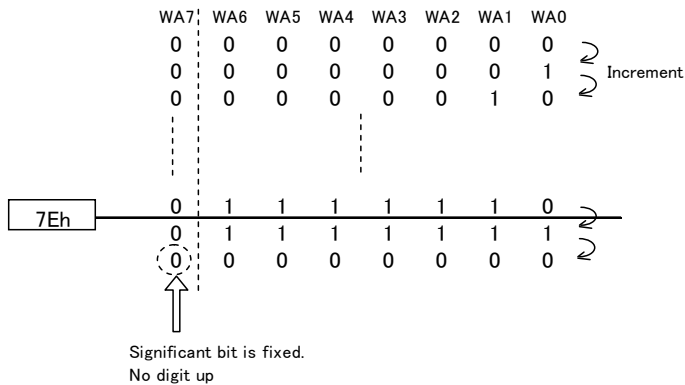 WA7 WA6 WA5 WA4 WA3 WA2 WA1 WA0
0 0 0 0 0 0 0 0
0 0 0 0 0 0 0 1 Increment
0 0 0 0 0 0 1 0
0 1 1 1 1 1 1 0
7Eh
0 1 1 1 1 1 1 1
0 0 0 0 0 0 0 0
Significant bit is fixed.
No digit up